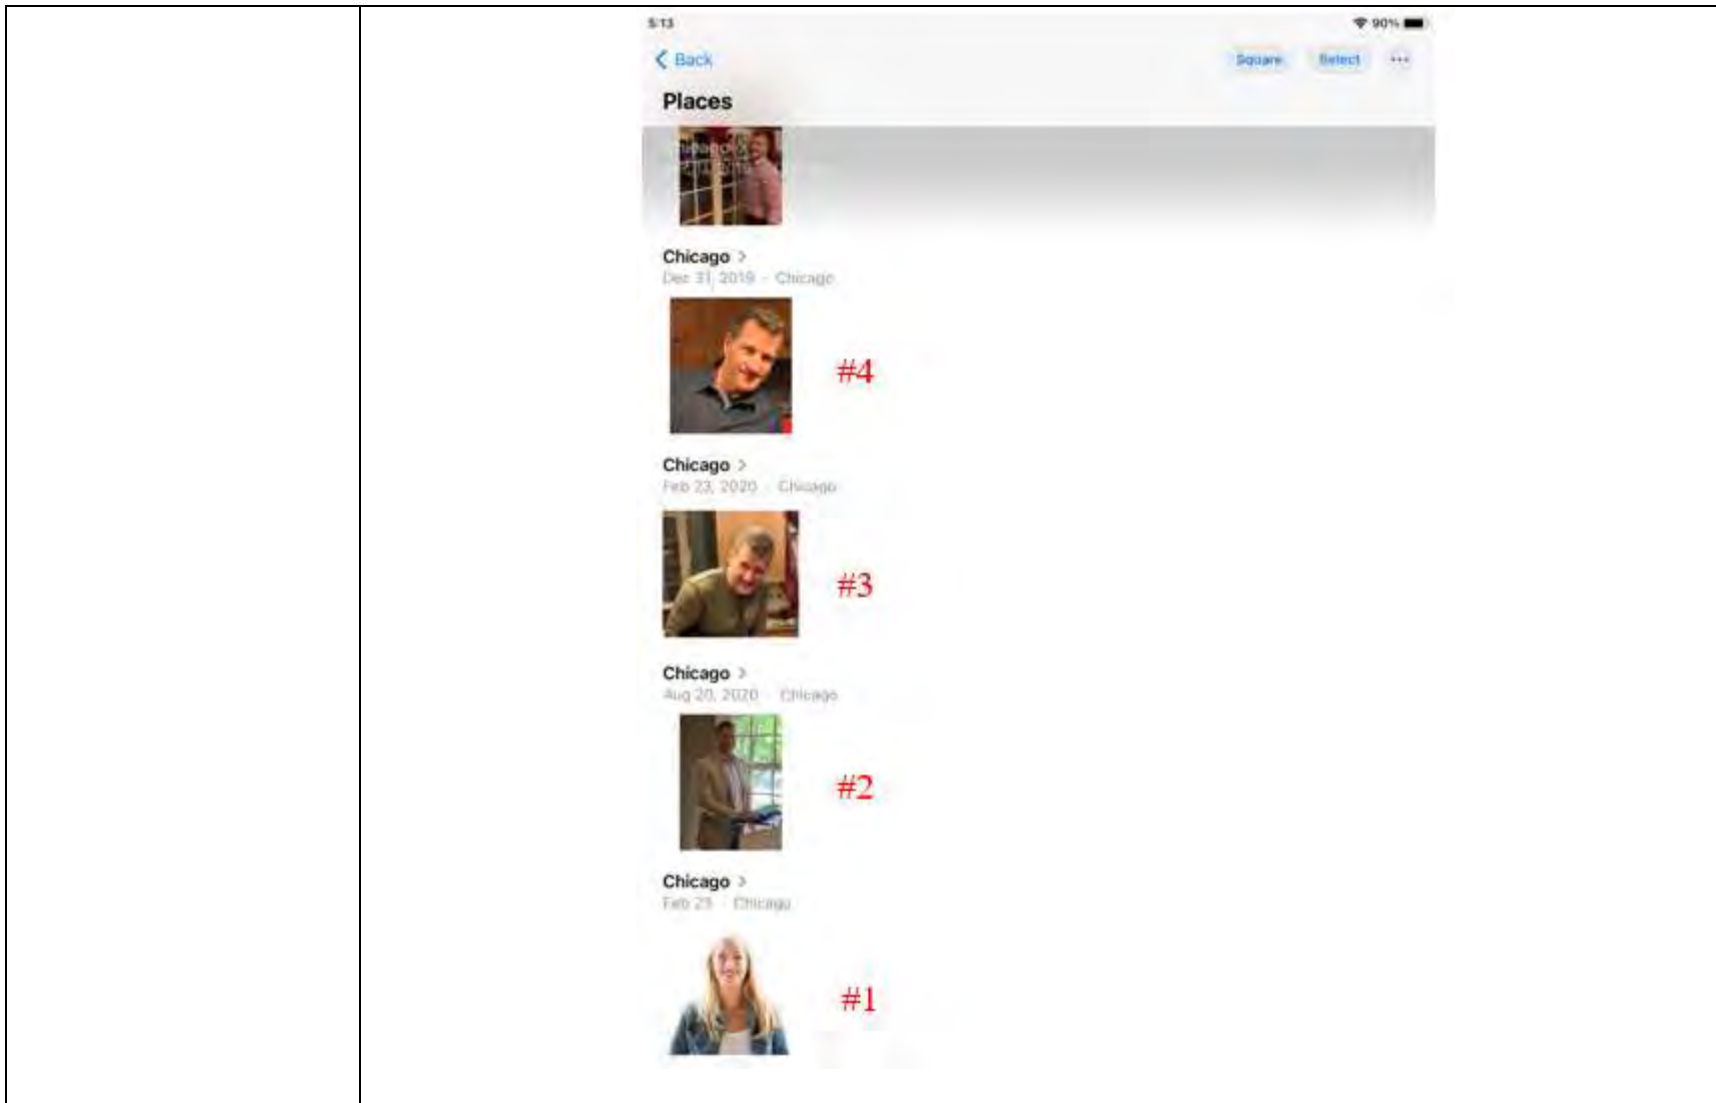 5:13
90%
Back
Square
Select
Places
Chicago >
Dec 31, 2019 - Chicago
#4
Chicago >
Feb 23, 2020 - Chicago
#3
Chicago >
Aug 20, 2020 - Chicago
#2
Chicago >
Feb 23 - Chicago
#1